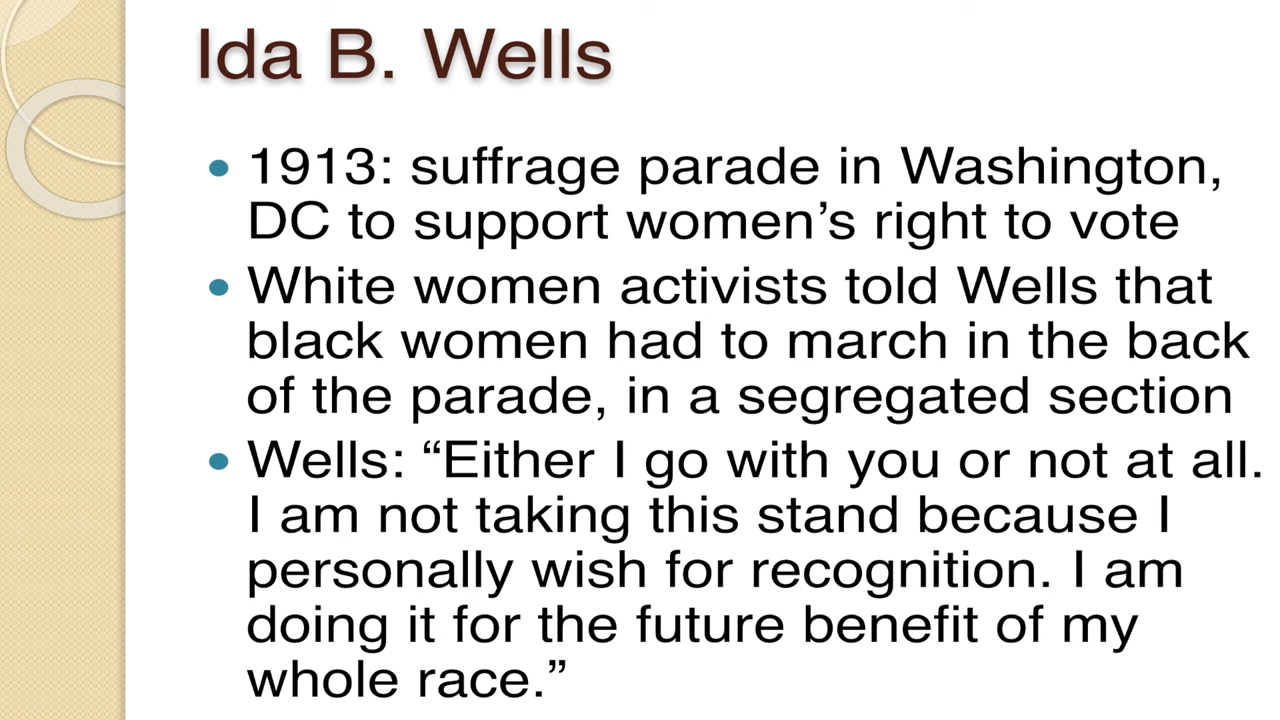 Ida B. Wells
1913: suffrage parade in Washington,
DC to support women’s right to vote
White women activists told Wells that
black women had to march in the back
of the parade, in a segregated section
Wells: “Either I go with you or not at all.
I am not taking this stand because I
personally wish for recognition. I am
doing it for the future benefit of my
whole race.”